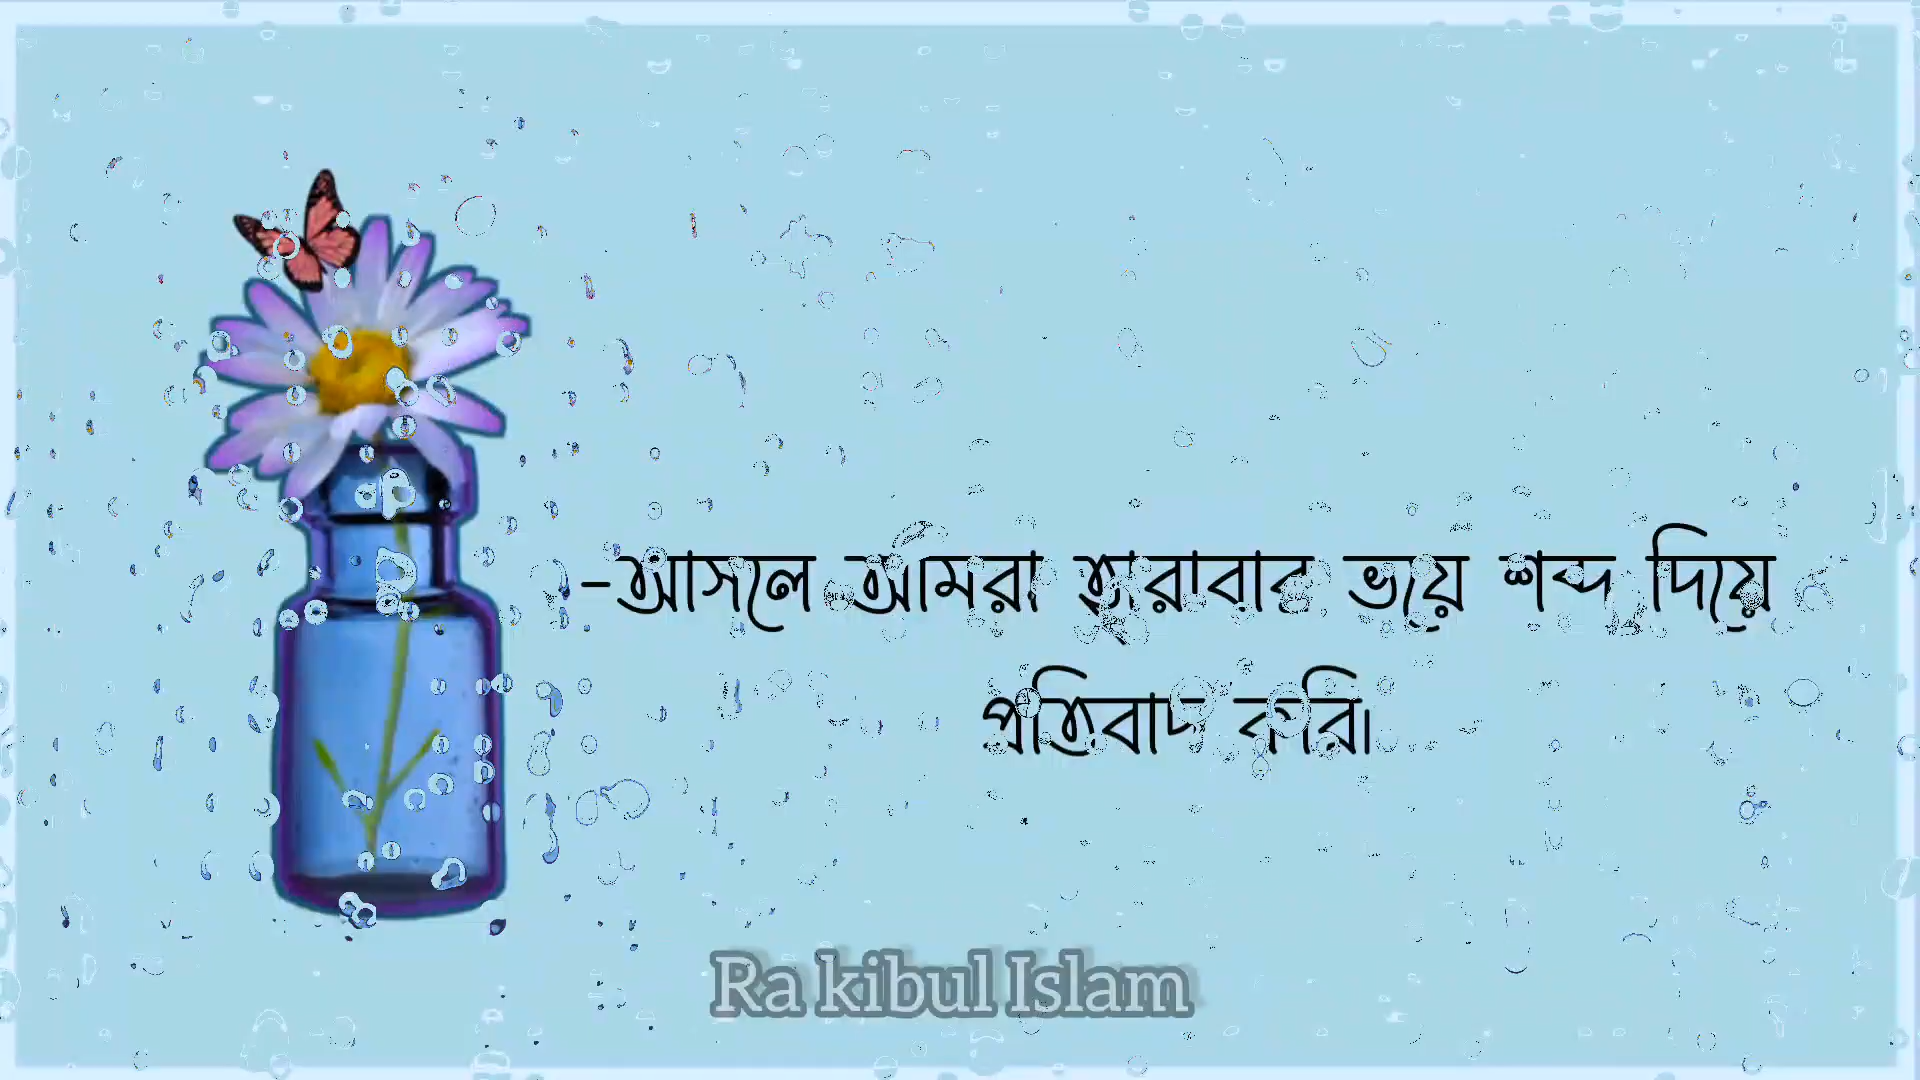 -আসলে আমরা হারাবার ভয়ে শব্দ দিয়ে
প্রতিবাদ করি।
Ra kibul Islam